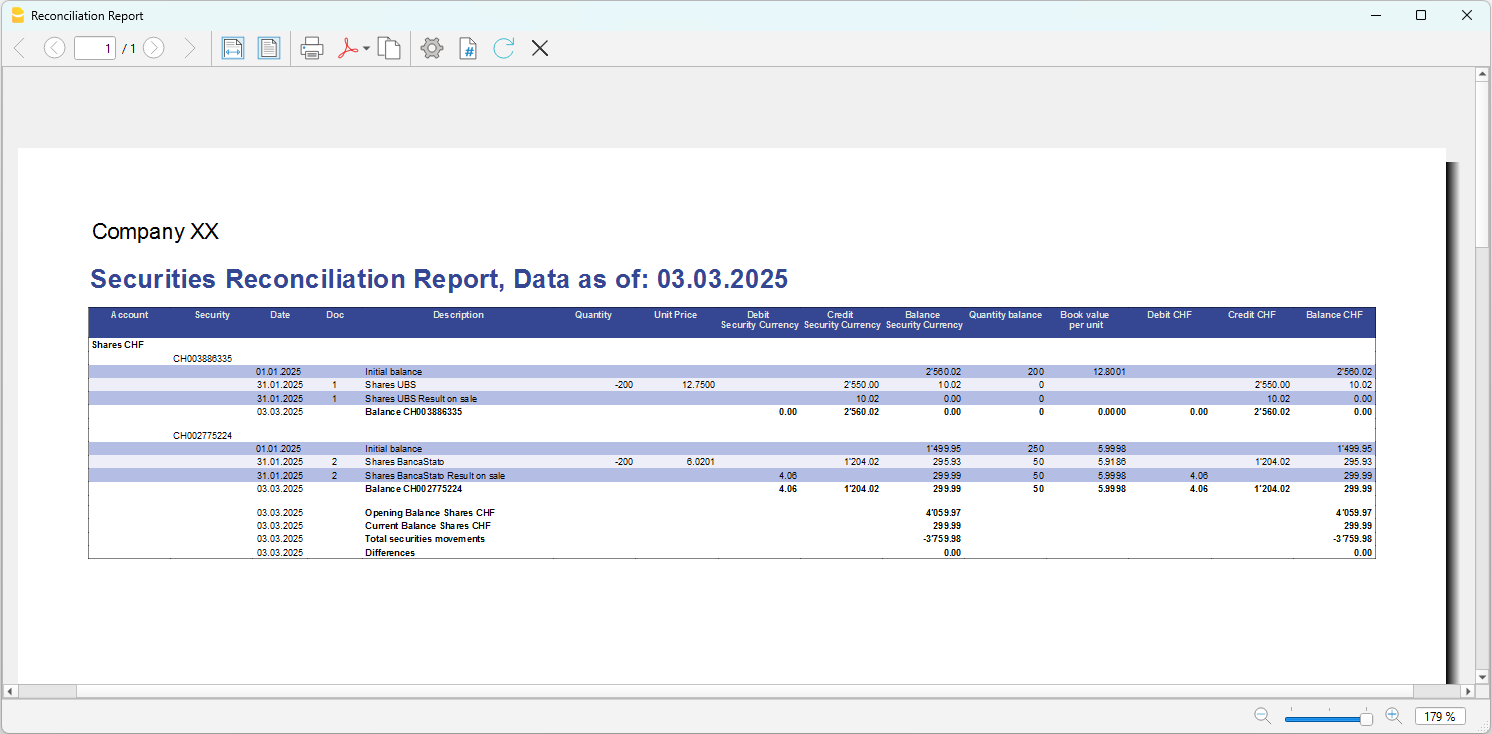 Reconciliation Report
1 / 1
Company XX
Securities Reconciliation Report, Data as of: 03.03.2025
Account Security Date Doc Description Quantity Unit Price Debit Security Currency Credit Security Currency Balance Security Currency Quantity balance Book value per unit Debit CHF Credit CHF Balance CHF
Shares CHF
CH003886335
01.01.2025 Initial balance 2'560.02 200 12.8001 2'560.02
31.01.2025 1 Shares UBS -200 12.7500 2'550.00 10.02 0 2'550.00 10.02
31.01.2025 1 Shares UBS Result on sale 10.02 0.00 0 10.02 0.00
03.03.2025 Balance CH003886335 0.00 2'560.02 0.00 0 0.0000 0.00 2'560.02 0.00
CH002775224
01.01.2025 Initial balance 1'499.95 250 5.9998 1'499.95
31.01.2025 2 Shares BancaStato -200 6.0201 1'204.02 295.93 50 5.9186 1'204.02 295.93
31.01.2025 2 Shares BancaStato Result on sale 4.06 299.99 50 5.9998 4.06 299.99
03.03.2025 Balance CH002775224 4.06 1'204.02 299.99 50 5.9998 4.06 1'204.02 299.99
03.03.2025 Opening Balance Shares CHF 4'059.97 4'059.97
03.03.2025 Current Balance Shares CHF 299.99 299.99
03.03.2025 Total securities movements -3'759.98 -3'759.98
03.03.2025 Differences 0.00 0.00
179 %